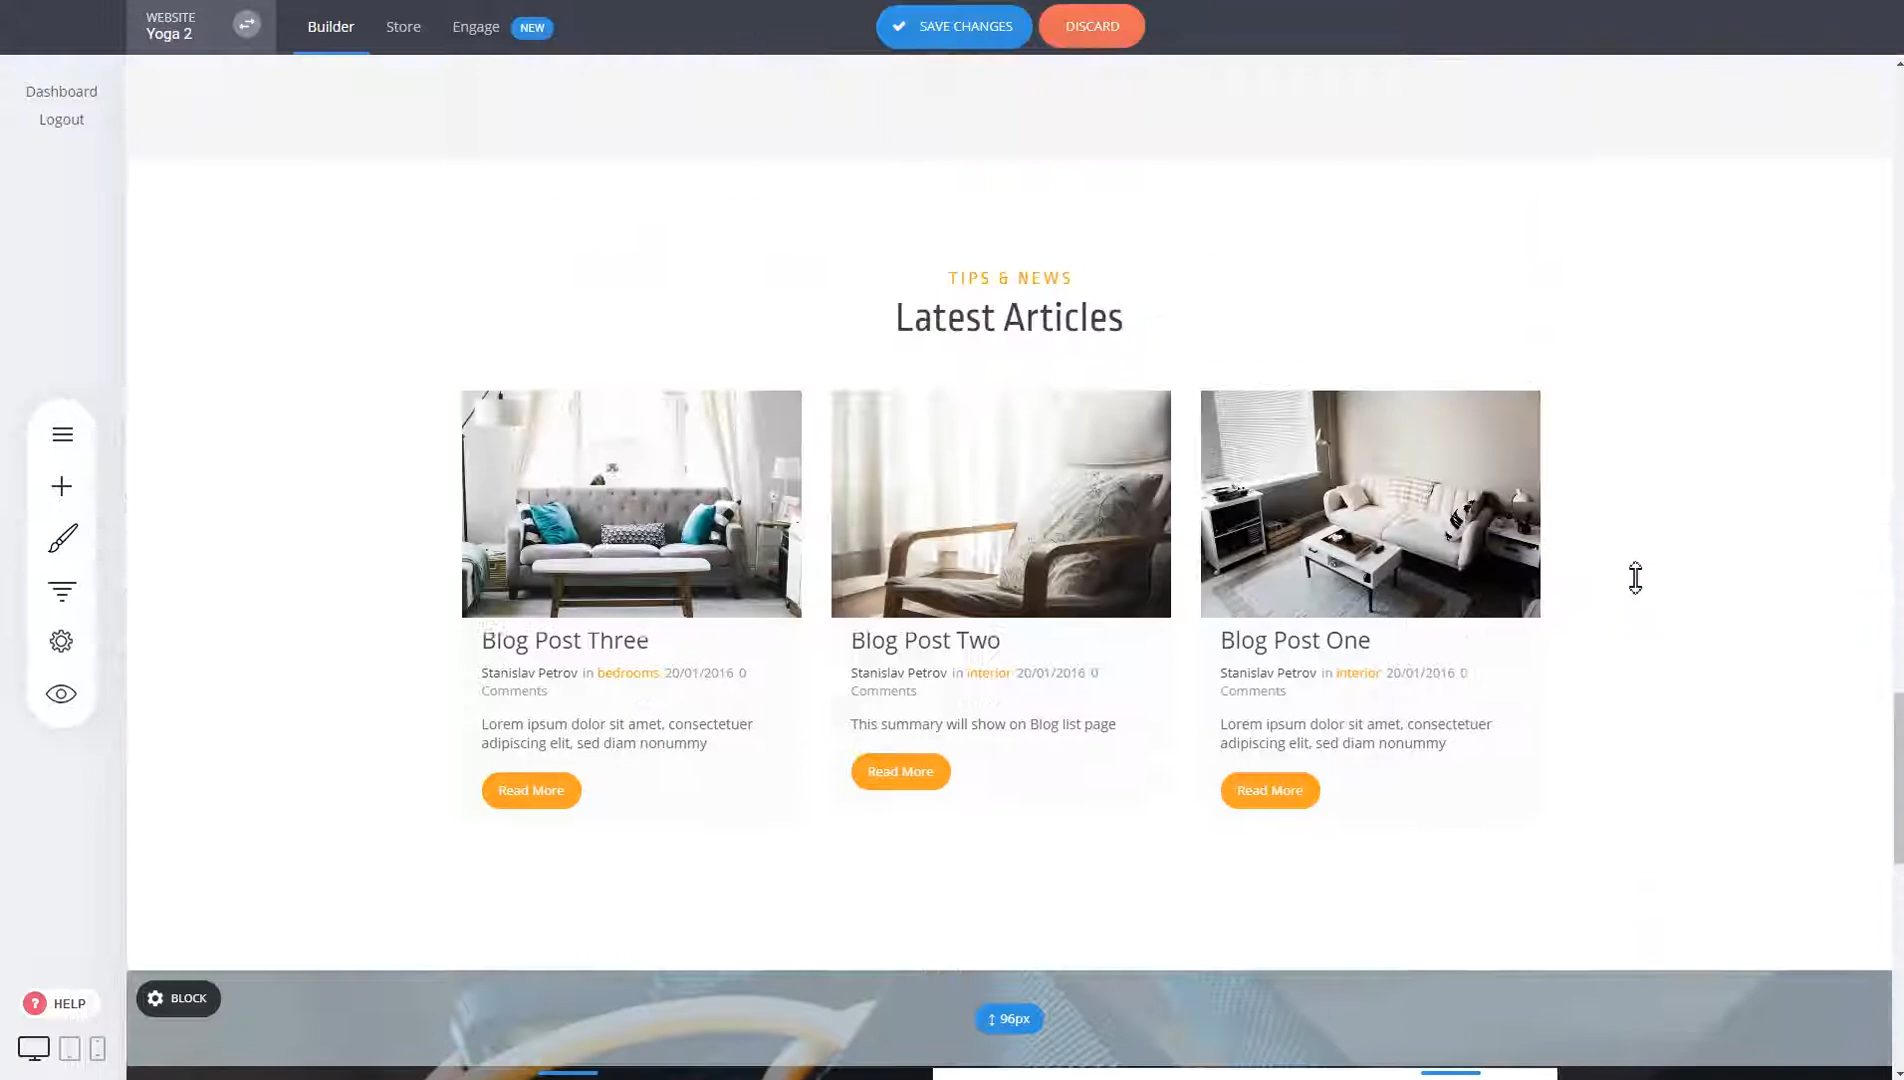 WEBSITE
Yoga 2
Builder
Store
Engage
NEW
SAVE CHANGES
DISCARD
Dashboard
Logout
TIPS & NEWS
Latest Articles
Blog Post Three
Stanislav Petrov in bedrooms 20/01/2016 0
Comments
Lorem ipsum dolor sit amet, consectetuer
adipiscing elit, sed diam nonummy
Read More
Blog Post Two
Stanislav Petrov in interior 20/01/2016 0
Comments
This summary will show on Blog list page
Read More
Blog Post One
Stanislav Petrov in interior 20/01/2016 0
Comments
Lorem ipsum dolor sit amet, consectetuer
adipiscing elit, sed diam nonummy
Read More
? HELP
BLOCK
96px